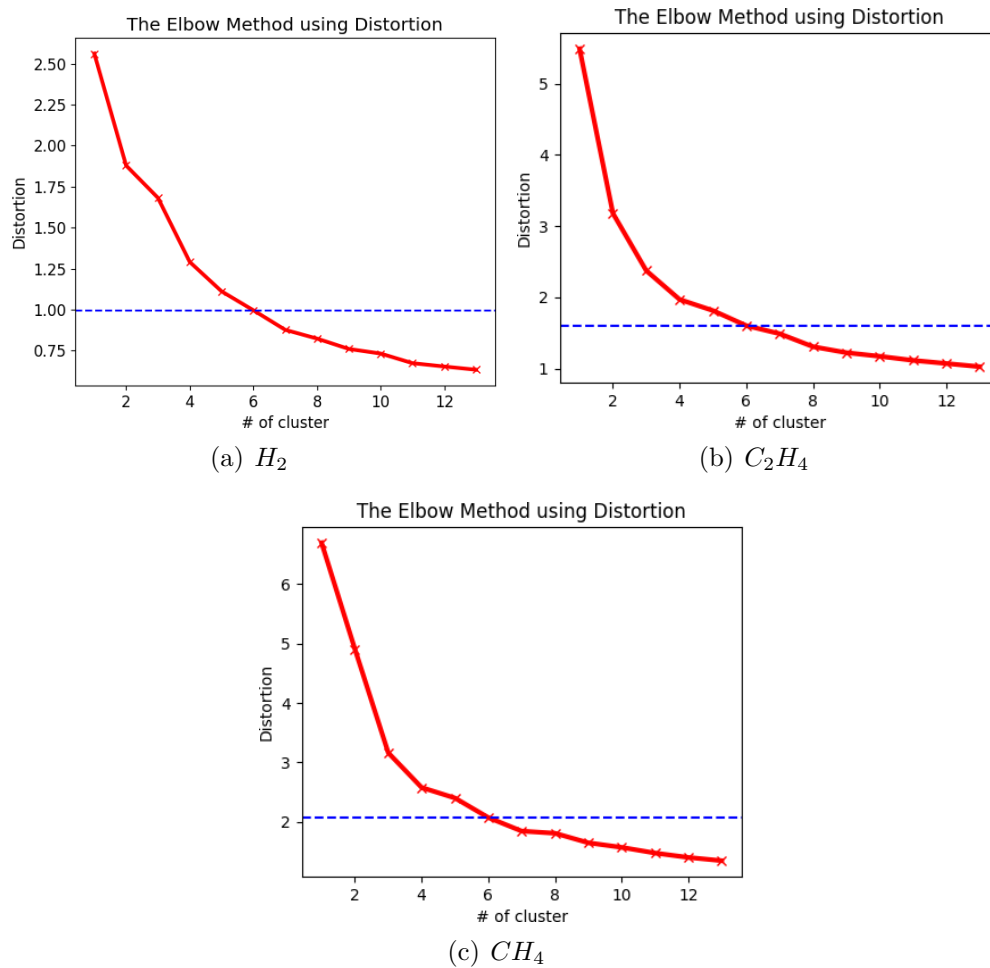 The Elbow Method using Distortion
2.50
2.25
2.00
1.75
1.50
1.25
1.00
0.75
Distortion
2 4 6 8 10 12
# of cluster
(a) H₂
The Elbow Method using Distortion
5
4
3
2
1
Distortion
2 4 6 8 10 12
# of cluster
(b) C₂H₄
The Elbow Method using Distortion
6
5
4
3
2
Distortion
2 4 6 8 10 12
# of cluster
(c) CH₄